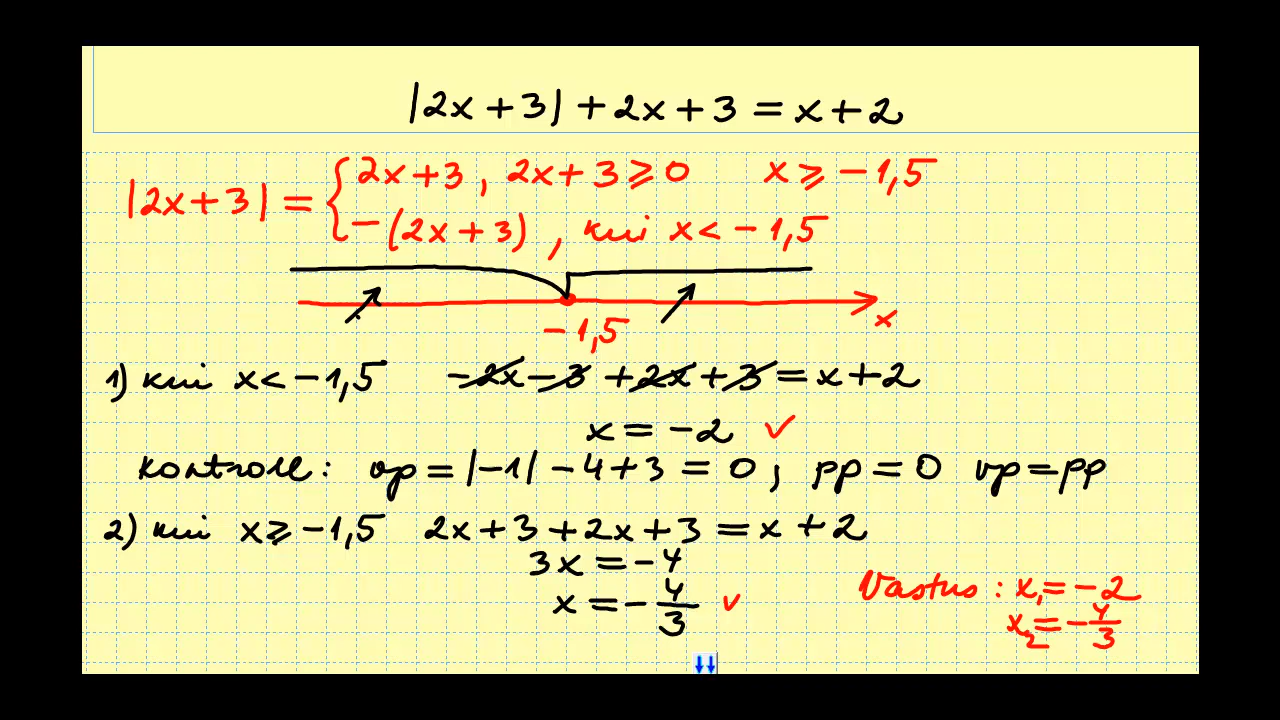 |2x+3|+2x+3=x+2
|2x+3|={2x+3, 2x+3≥0 x≥-1,5
-(2x+3), kui x<-1,5
-1,5 x
1) kui x<-1,5 -2x-3+2x+3=x+2
x=-2 ✓
kontroll: vp=|-1|-4+3=0; pp=0 vp=pp
2) kui x≥-1,5 2x+3+2x+3=x+2
3x=-4
x=-4/3 ✓
Vastus: x₁=-2
x₂=-4/3